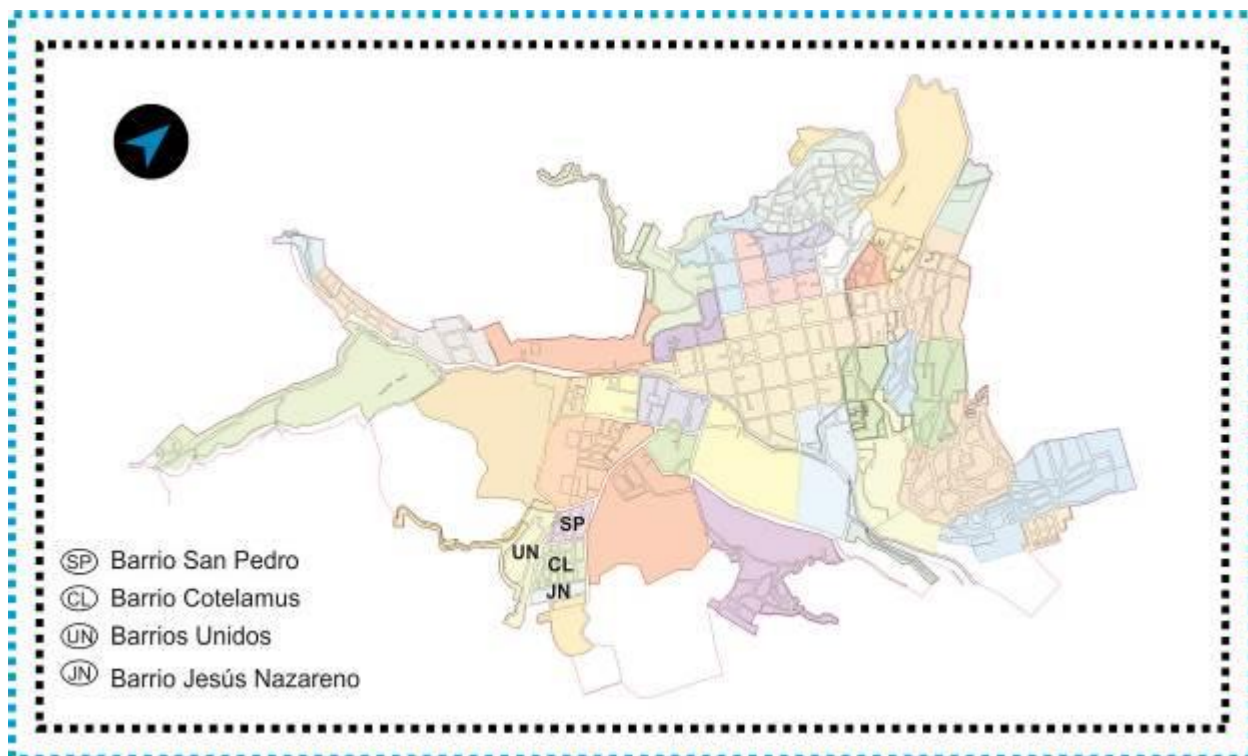 SP
UN
CL
JN
SP Barrio San Pedro
CL Barrio Cotelamus
UN Barrios Unidos
JN Barrio Jesús Nazareno